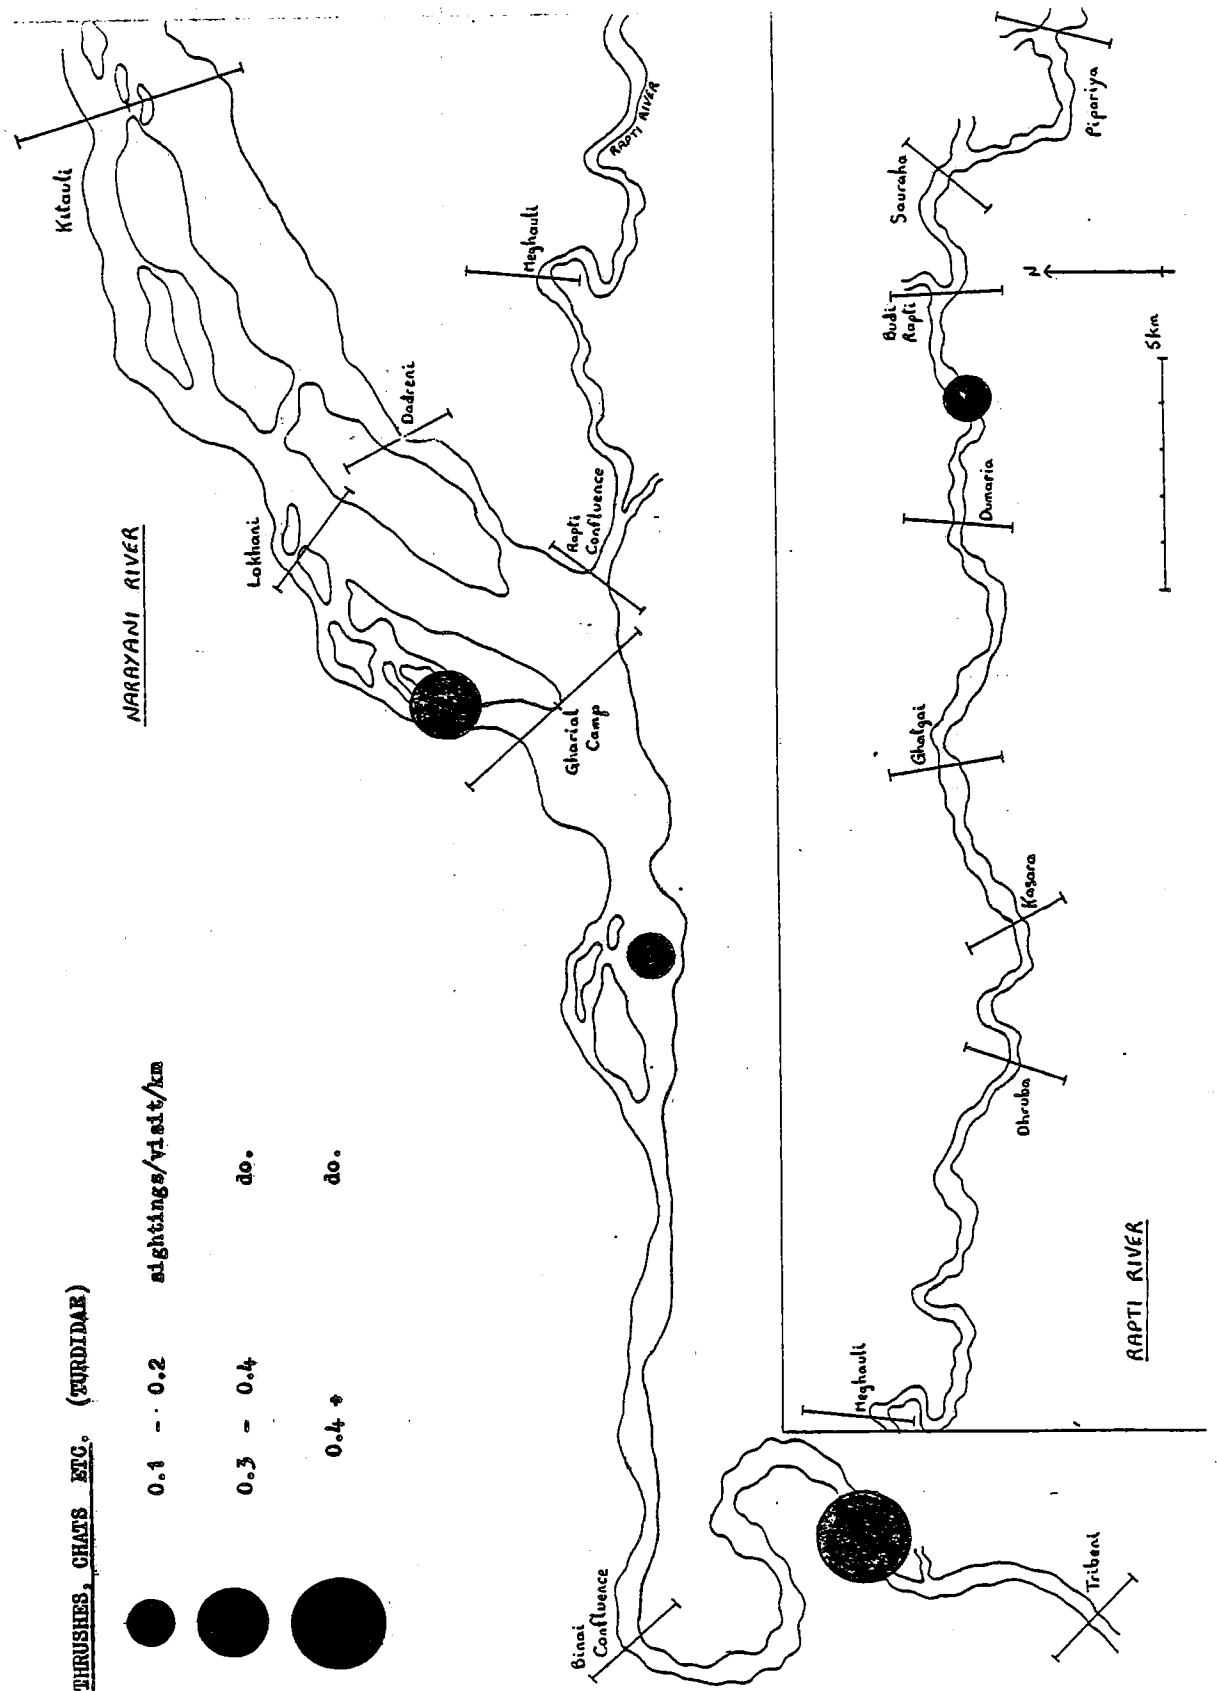 THRUSHES, CHATS ETC. (TURDIDAR)
0.1 - 0.2 sightings/visit/km
0.3 - 0.4 do.
0.4 + do.
NARAYANI RIVER
Kitauli
Lokhani
Dadreni
Meghauli
RAPTI RIVER
Rapti
Confluence
Gharial
Camp
Binai
Confluence
Tribeni
RAPTI RIVER
Meghauli
Dhruba
Kasara
Ghatgai
Dumaria
Budi
Rapti
Sauraha
Pipariya
N
5km